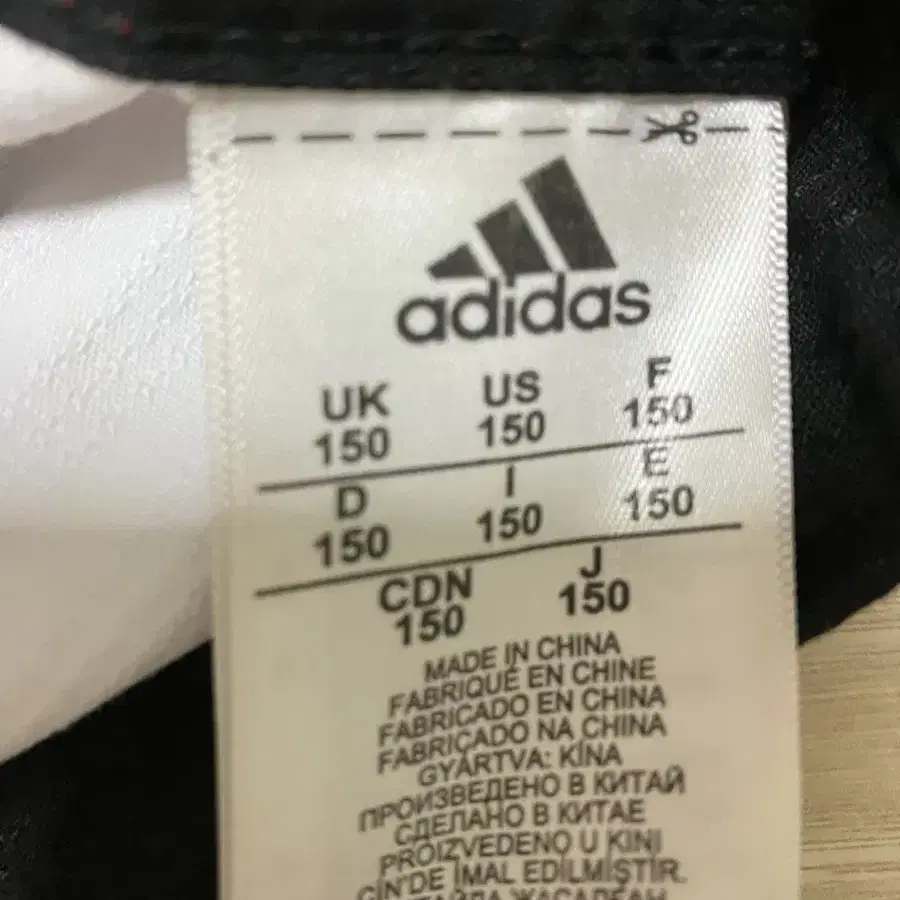 adidas
UK US F
150 150 150
D I E
150 150 150
CDN J
150 150
MADE IN CHINA
FABRIQUÉ EN CHINE
FABRICADO EN CHINA
FABRICADO NA CHINA
GYÁRTVA: KÍNA
ПРОИЗВЕДЕНО В КИТАЙ
СДЕЛАНО В КИТАЕ
PROIZVEDENO U KINI
ÇİN'DE İMAL EDİLMİŞTİR.